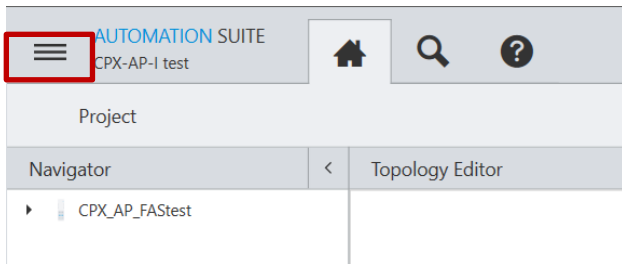 AUTOMATION SUITE
CPX-AP-I test
Project
Navigator
Topology Editor
CPX_AP_FAStest